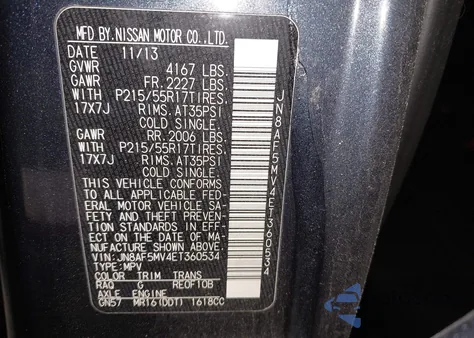 MFD BY NISSAN MOTOR CO., LTD.
DATE 11/13
GVWR 4167 LBS.
GAWR FR. 2227 LBS.
WITH P215/55R17TIRES.
17X7J RIMS. AT35PSI
COLD SINGLE
GAWR RR. 2006 LBS.
WITH P215/55R17TIRES.
17X7J RIMS. AT35PSI
COLD SINGLE
THIS VEHICLE CONFORMS
TO ALL APPLICABLE FED-
ERAL MOTOR VEHICLE SA-
FETY AND THEFT PREVEN-
TION STANDARDS IN EFF-
ECT ON THE DATE OF MA-
NUFACTURE SHOWN ABOVE.
VIN: JN8AF5MV4ET360534
TYPE: MPV
COLOR TRIM TRANS
RAQ G RE0F10B
AXLE ENGINE
GN57 MR16(DDT) 1618CC
JN8AF5MV4ET360534